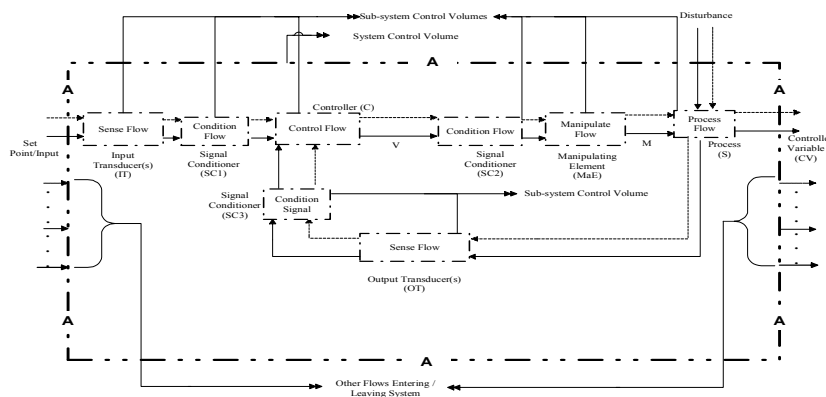 Sub-system Control Volumes
Disturbance
System Control Volume
A
A
A
Controller (C)
Sense Flow
Condition
Flow
Control Flow
Condition Flow
Manipulate
Flow
Process
Flow
Set
Point/Input
Input
Transducer(s)
(IT)
Signal
Conditioner
(SC1)
V
Signal
Conditioner
(SC2)
Manipulating
Element
(MaE)
M
Process
(S)
Controlled
Variable
(CV)
Signal
Conditioner
(SC3)
Condition
Signal
Sub-system Control Volume
Sense Flow
Output Transducer(s)
(OT)
A
A
A
Other Flows Entering /
Leaving System